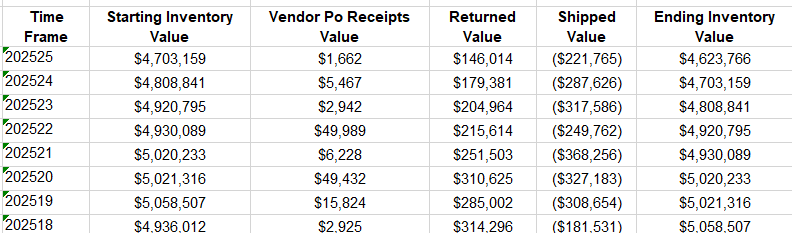 Time Frame Starting Inventory Value Vendor Po Receipts Value Returned Value Shipped Value Ending Inventory Value
202525 $4,703,159 $1,662 $146,014 ($221,765) $4,623,766
202524 $4,808,841 $5,467 $179,381 ($287,626) $4,703,159
202523 $4,920,795 $2,942 $204,964 ($317,586) $4,808,841
202522 $4,930,089 $49,989 $215,614 ($249,762) $4,920,795
202521 $5,020,233 $6,228 $251,503 ($368,256) $4,930,089
202520 $5,021,316 $49,432 $310,625 ($327,183) $5,020,233
202519 $5,058,507 $15,824 $285,002 ($308,654) $5,021,316
202518 $4,936,012 $2,925 $314,296 ($181,531) $5,058,507